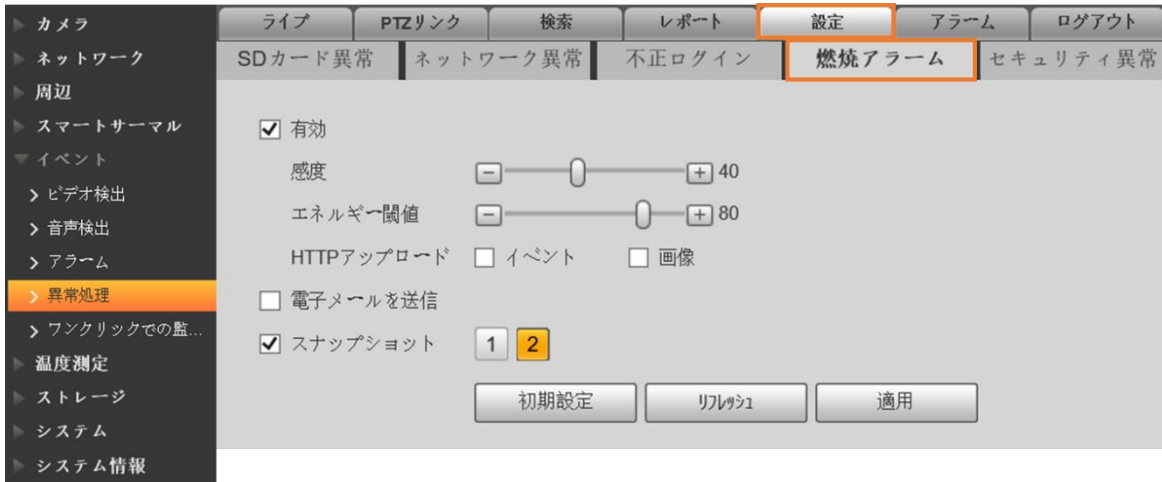 カメラ
ネットワーク
周辺
スマートサーマル
イベント
ビデオ検出
音声検出
アラーム
異常処理
ワンクリックでの監...
温度測定
ストレージ
システム
システム情報
ライブ PTZリンク 検索 レポート 設定 アラーム ログアウト
SDカード異常 ネットワーク異常 不正ログイン 燃焼アラーム セキュリティ異常
有効
感度 40
エネルギー閾値 80
HTTPアップロード イベント 画像
電子メールを送信
スナップショット 1 2
初期設定 リフレッシュ 適用